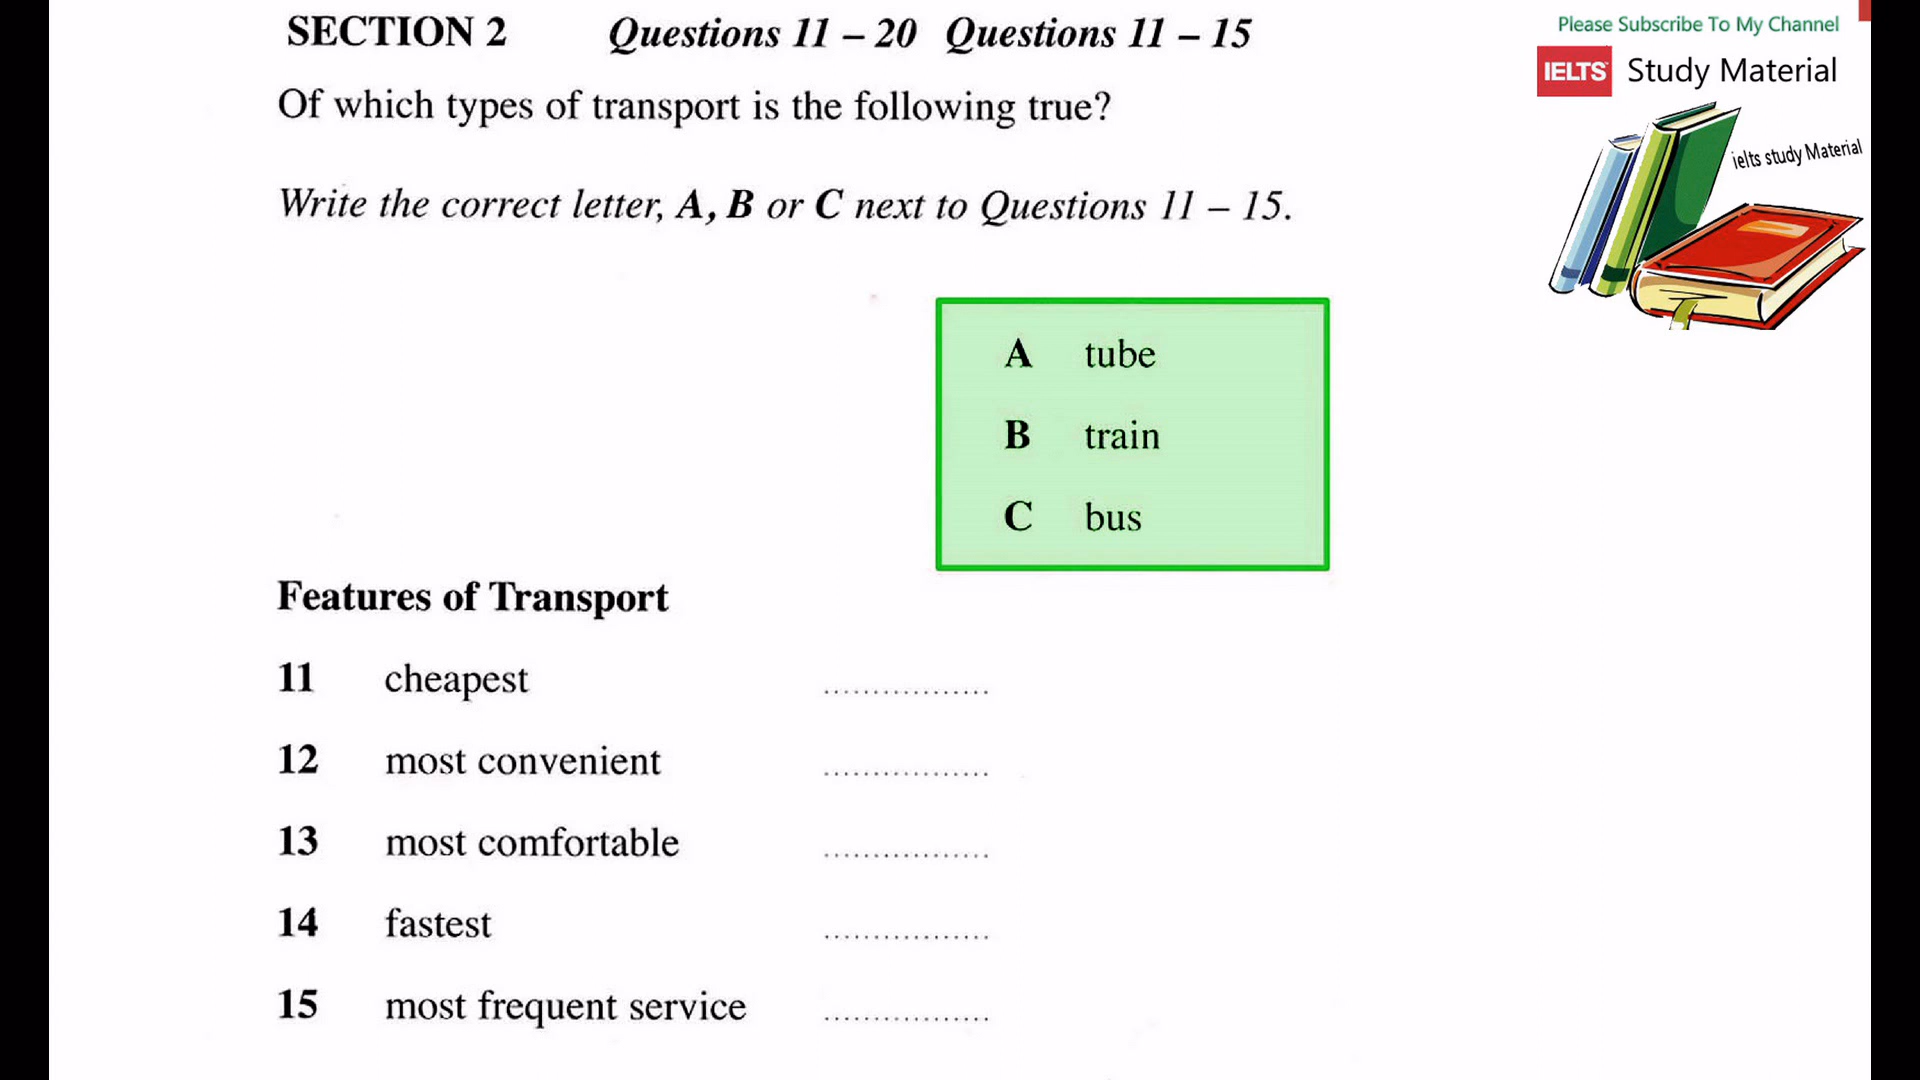 SECTION 2 Questions 11 – 20 Questions 11 – 15
Of which types of transport is the following true?
Write the correct letter, A, B or C next to Questions 11 – 15.
A tube
B train
C bus
Features of Transport
11 cheapest .................
12 most convenient .................
13 most comfortable .................
14 fastest .................
15 most frequent service .................
Please Subscribe To My Channel
IELTS Study Material
ielts study Material